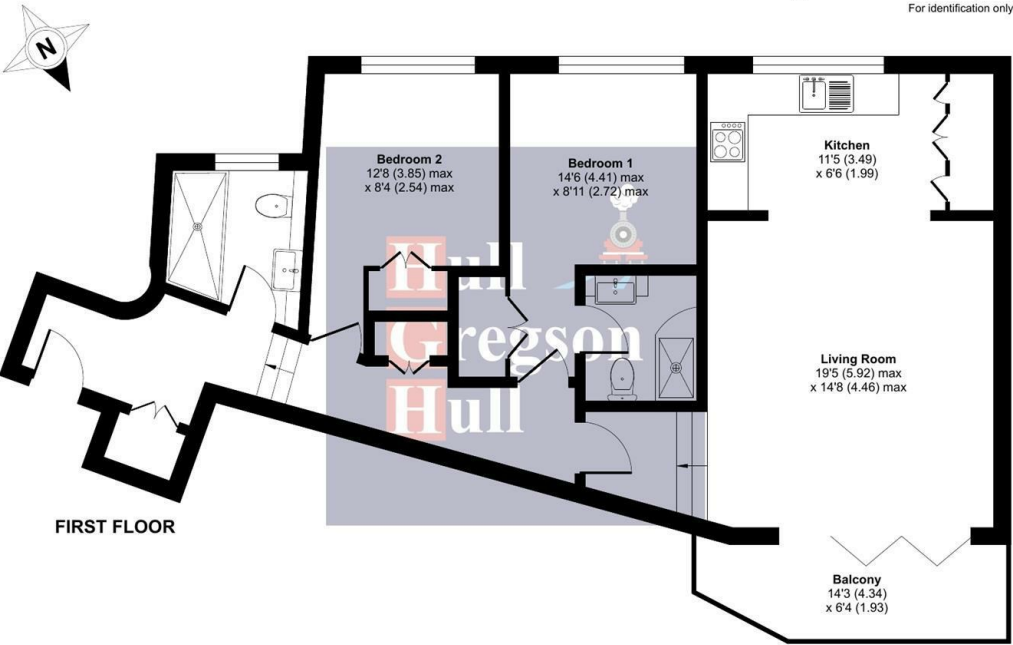 For identification only
N
Bedroom 2
12'8 (3.85) max
x 8'4 (2.54) max
Bedroom 1
14'6 (4.41) max
x 8'11 (2.72) max
Kitchen
11'5 (3.49)
x 6'6 (1.99)
Hull
Gregson
Hull
Living Room
19'5 (5.92) max
x 14'8 (4.46) max
FIRST FLOOR
Balcony
14'3 (4.34)
x 6'4 (1.93)